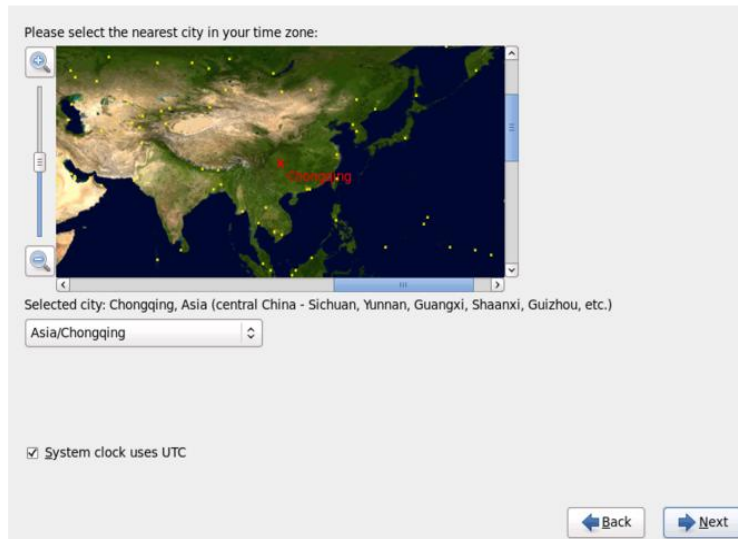 Please select the nearest city in your time zone:
Chongqing
Selected city: Chongqing, Asia (central China - Sichuan, Yunnan, Guangxi, Shaanxi, Guizhou, etc.)
Asia/Chongqing
System clock uses UTC
Back Next